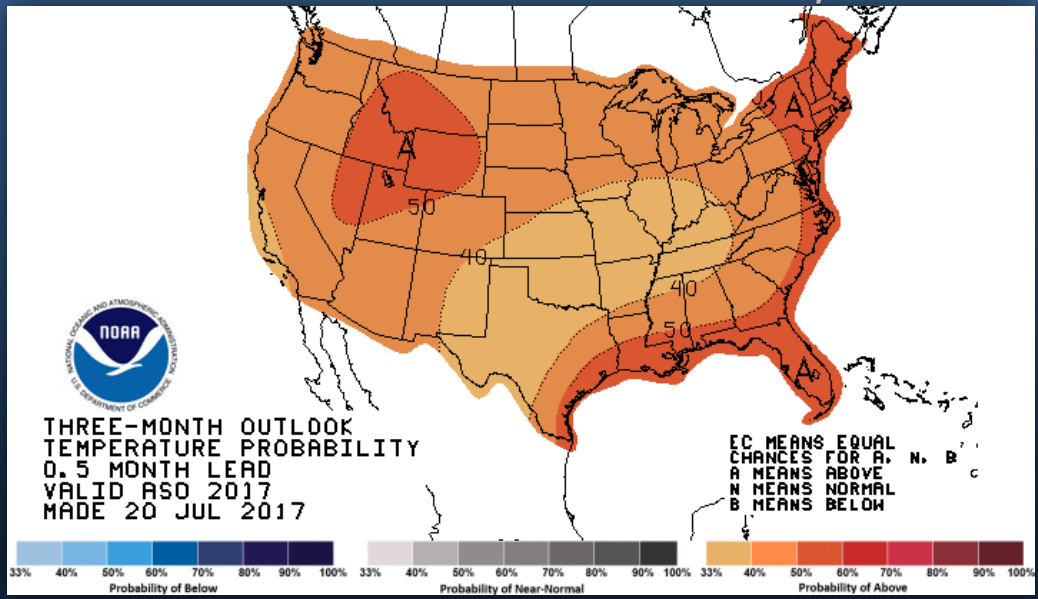 A
A
50
40
40
50
A
NATIONAL OCEANIC AND ATMOSPHERIC ADMINISTRATION
NOAA
U.S. DEPARTMENT OF COMMERCE
THREE-MONTH OUTLOOK
TEMPERATURE PROBABILITY
0.5 MONTH LEAD
VALID ASO 2017
MADE 20 JUL 2017
EC MEANS EQUAL
CHANCES FOR A, N, B
A MEANS ABOVE
N MEANS NORMAL
B MEANS BELOW
33% 40% 50% 60% 70% 80% 90% 100%
Probability of Below
33% 40% 50% 60% 70% 80% 90% 100%
Probability of Near-Normal
33% 40% 50% 60% 70% 80% 90% 100%
Probability of Above